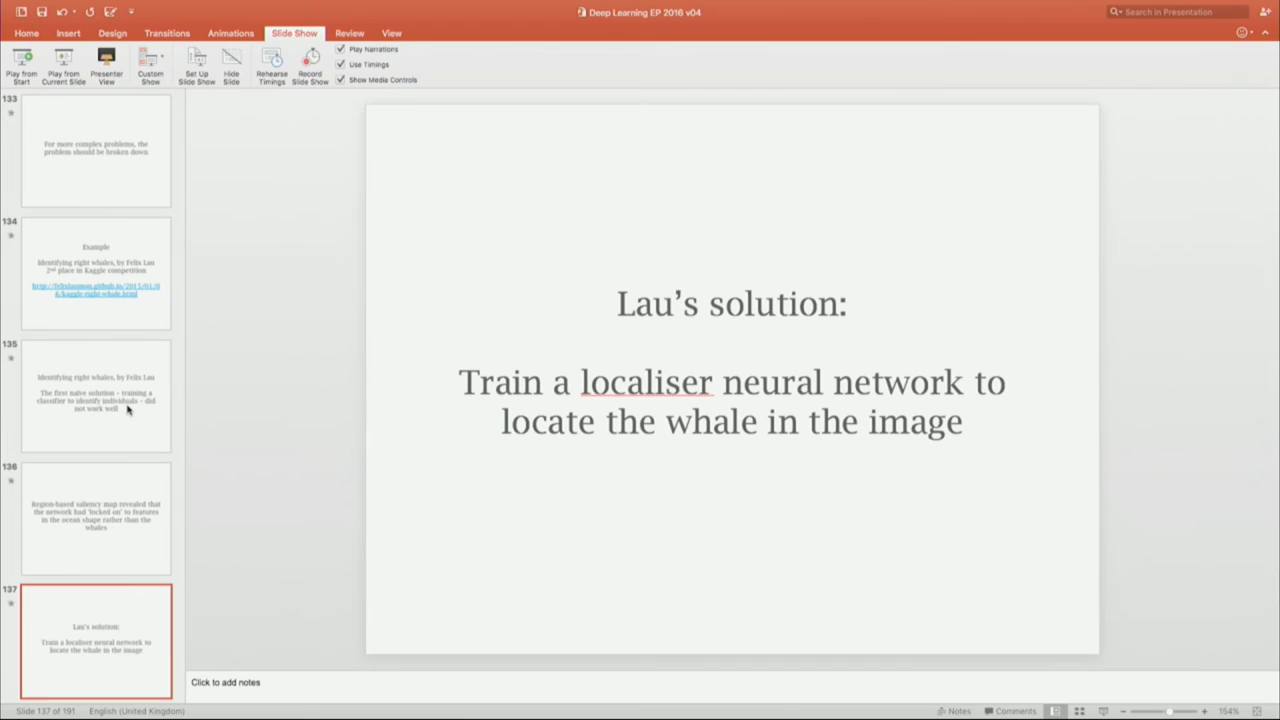 Deep Learning EP 2016 v04
Search in Presentation
Home Insert Design Transitions Animations Slide Show Review View
Play from Start
Play from Current Slide
Presenter View
Custom Show
Set Up Slide Show
Hide Slide
Rehearse Timings
Record Slide Show
Play Narrations
Use Timings
Show Media Controls
133
For more complex problems, the
problem should be broken down
134
Example
Identifying right whales, by Felix Lau
2nd place in Kaggle competition
135
Identifying right whales, by Felix Lau
The first naive solution – training a
classifier to identify individuals – did
not work well
136
Region-based saliency map revealed that
the network had 'locked on' to features
in the ocean shape rather than the
whales
137
Lau's solution:
Train a localiser neural network to
locate the whale in the image
Lau's solution:
Train a localiser neural network to
locate the whale in the image
Click to add notes
Slide 137 of 191 English (United Kingdom)
Notes Comments 154%